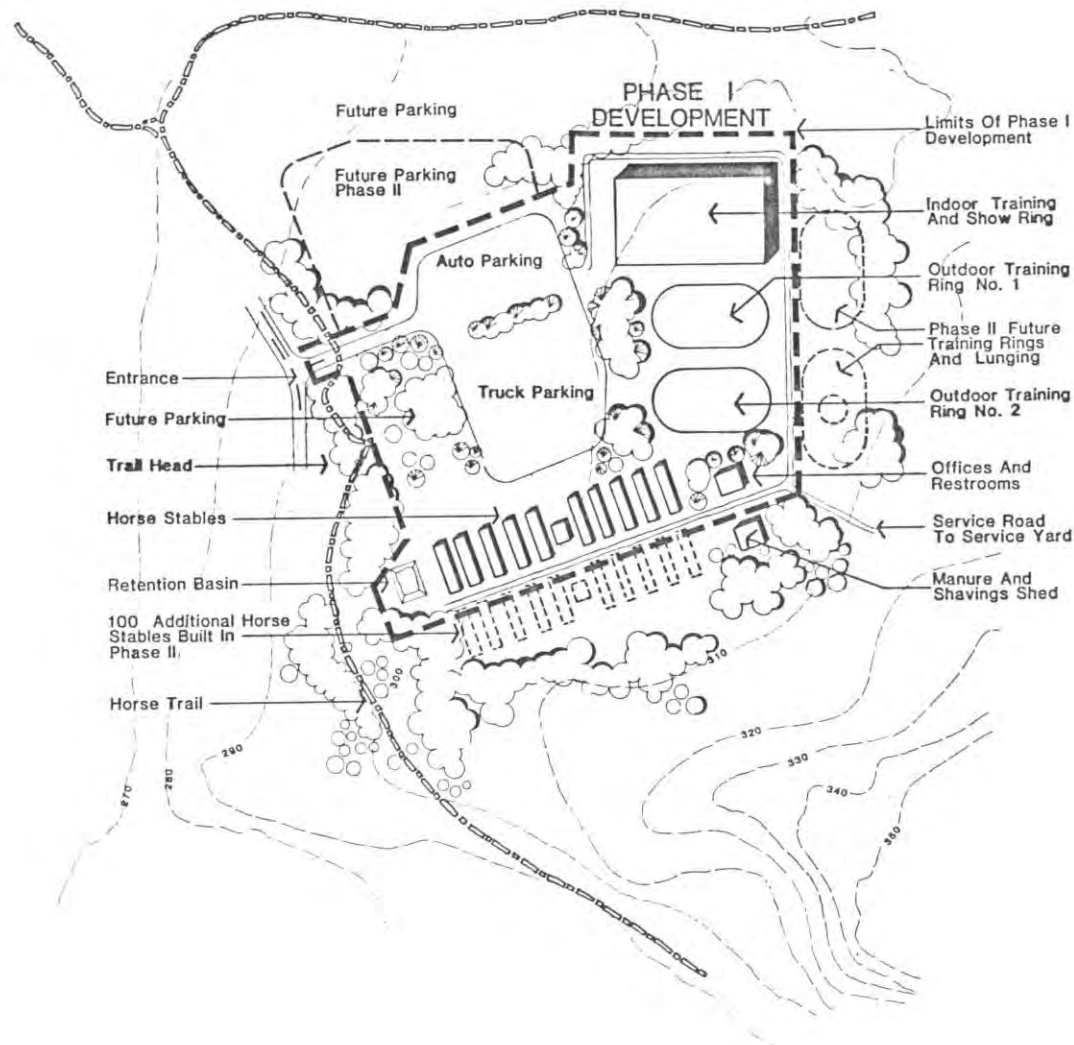 PHASE I
DEVELOPMENT
Future Parking
Future Parking
Phase II
Auto Parking
Truck Parking
Limits Of Phase I
Development
Indoor Training
And Show Ring
Outdoor Training
Ring No. 1
Phase II Future
Training Rings
And Lunging
Outdoor Training
Ring No. 2
Offices And
Restrooms
Service Road
To Service Yard
Manure And
Shavings Shed
Entrance
Future Parking
Trail Head
Horse Stables
Retention Basin
100 Additional Horse
Stables Built In
Phase II
Horse Trail
270
280
290
300
310
320
330
340
360